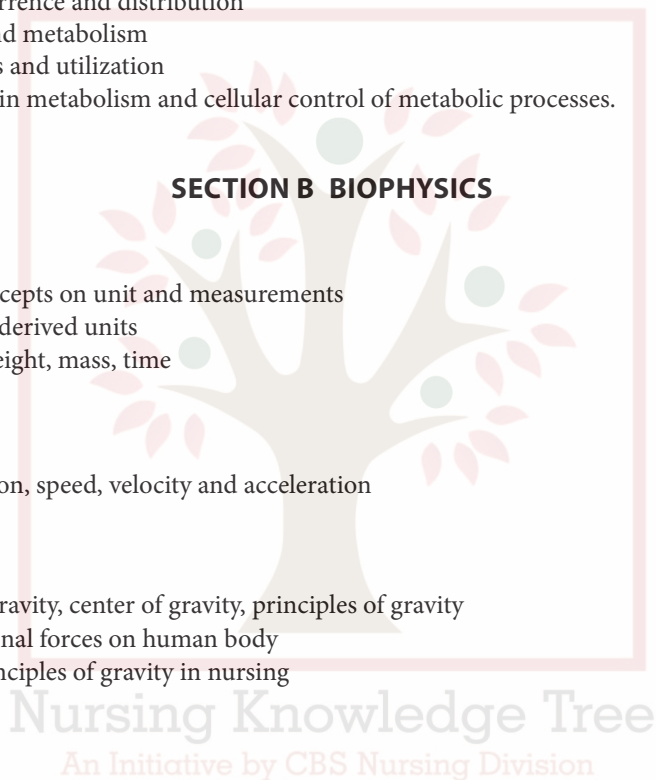 rrence and distribution
nd metabolism
s and utilization
in metabolism and cellular control of metabolic processes.
SECTION B BIOPHYSICS
cepts on unit and measurements
derived units
eight, mass, time
on, speed, velocity and acceleration
ravity, center of gravity, principles of gravity
nal forces on human body
nciples of gravity in nursing
Nursing Knowledge Tree
An Initiative by CBS Nursing Division